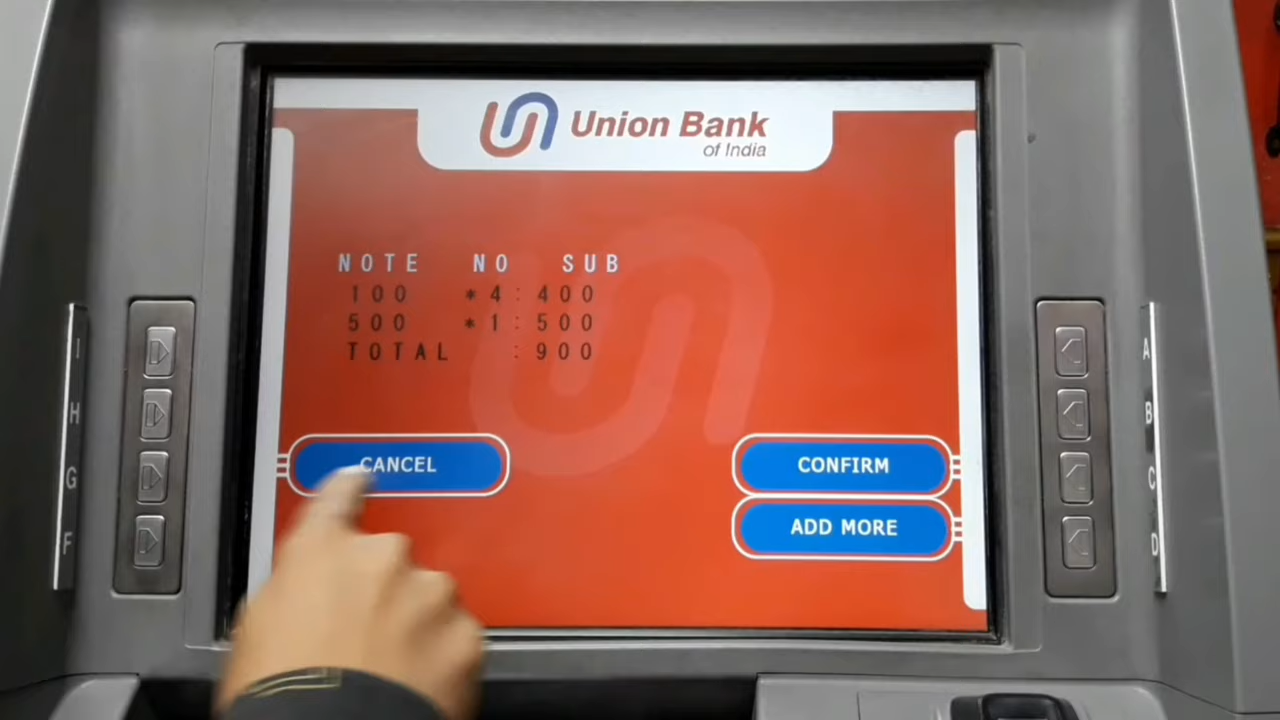 Union Bank
of India
NOTE NO SUB
100 *4:400
500 *1:500
TOTAL :900
CANCEL
CONFIRM
ADD MORE
I
H
G
F
A
B
C
D